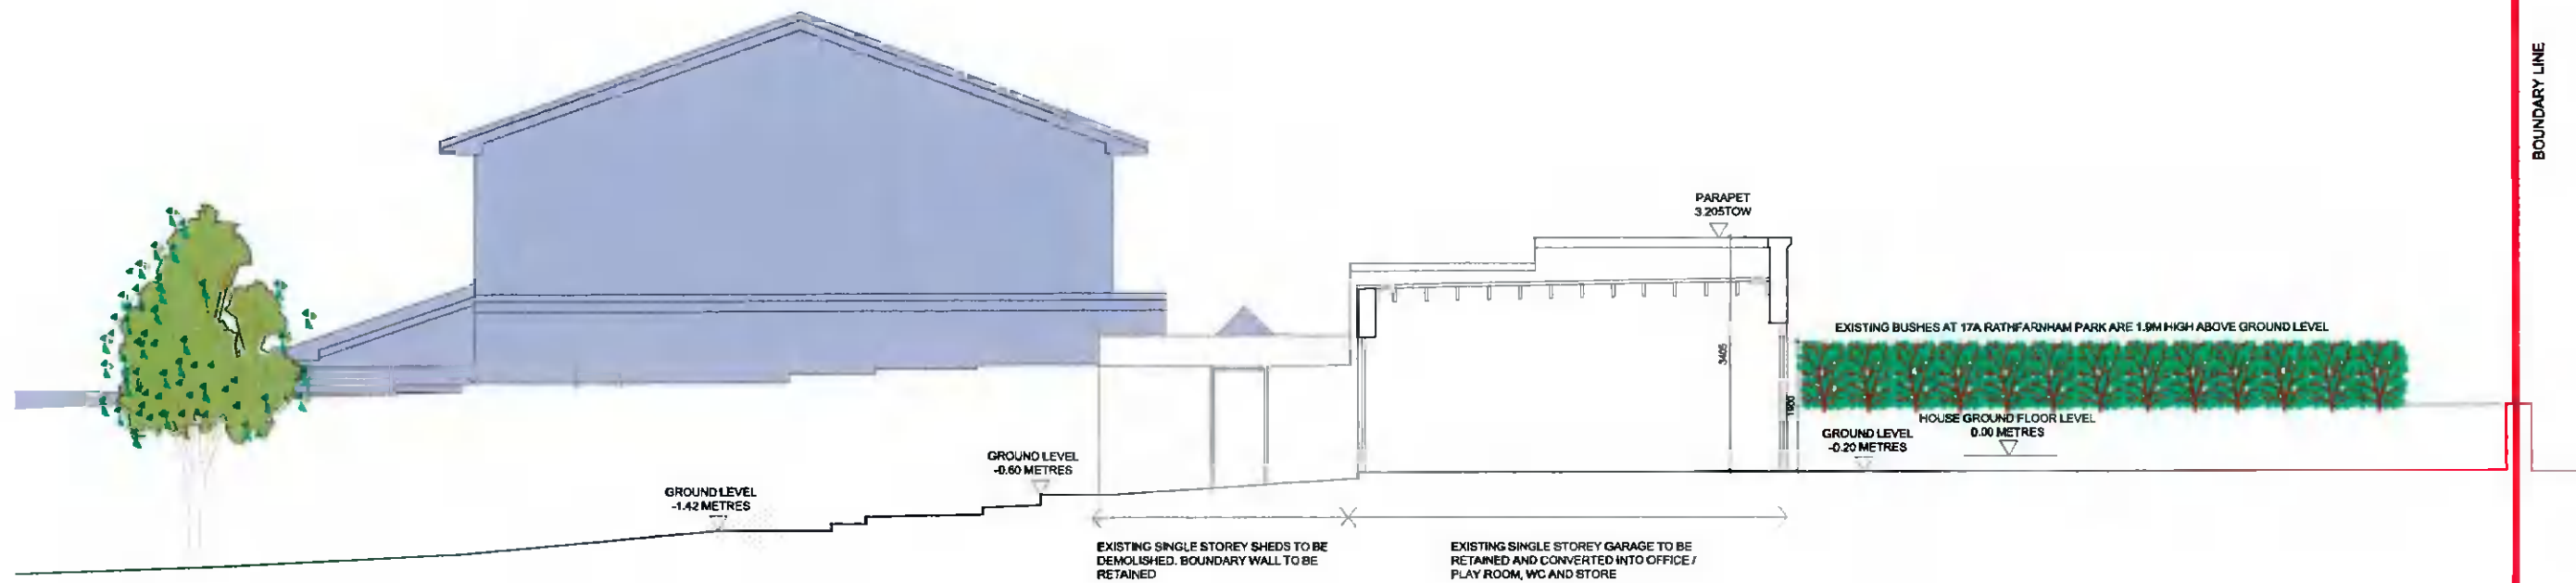 BOUNDARY LINE
PARAPET
3.205TOW
EXISTING BUSHES AT 17A RATHFARNHAM PARK ARE 1.9M HIGH ABOVE GROUND LEVEL
3405
1900
HOUSE GROUND FLOOR LEVEL
0.00 METRES
GROUND LEVEL
-0.20 METRES
GROUND LEVEL
-0.60 METRES
GROUND LEVEL
-1.42 METRES
EXISTING SINGLE STOREY SHEDS TO BE
DEMOLISHED. BOUNDARY WALL TO BE
RETAINED
EXISTING SINGLE STOREY GARAGE TO BE
RETAINED AND CONVERTED INTO OFFICE /
PLAY ROOM, WC AND STORE